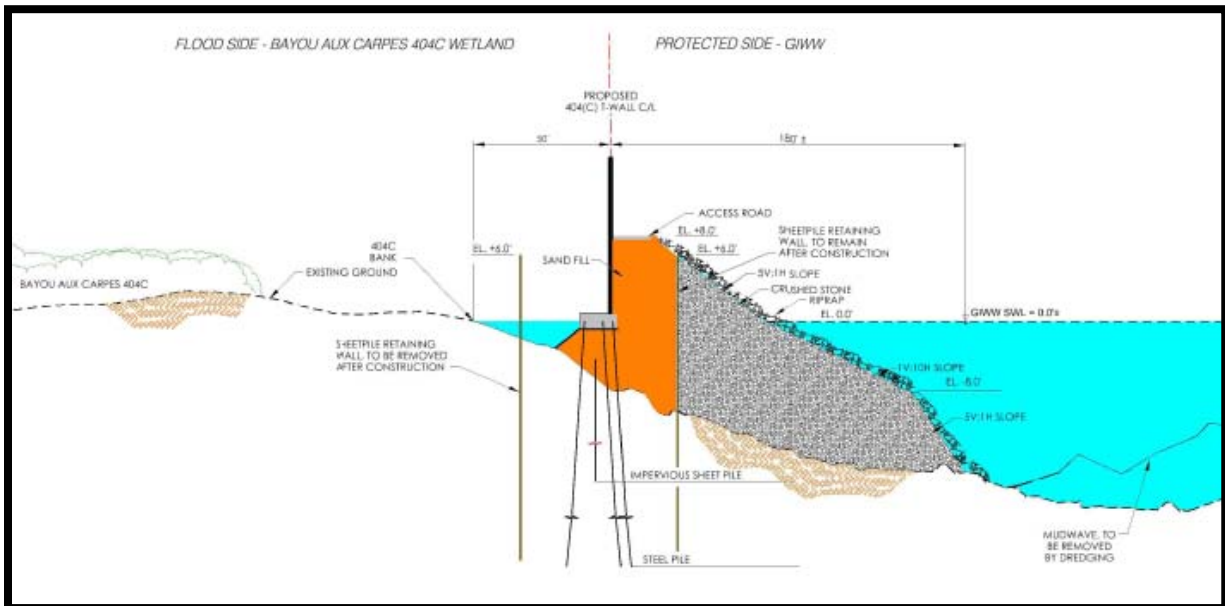 FLOOD SIDE - BAYOU AUX CARPES 404C WETLAND
PROTECTED SIDE - GIWW
PROPOSED
404(C) T-WALL C/L
50'
180' ±
ACCESS ROAD
EL. +8.0'
SHEETPILE RETAINING
WALL, TO REMAIN
AFTER CONSTRUCTION
EL. +6.0'
EL. +6.0'
404C
BANK
SAND FILL
5V:1H SLOPE
EXISTING GROUND
CRUSHED STONE
BAYOU AUX CARPES 404C
RIPRAP
EL. 0.0'
GIWW SWL = 0.0'±
SHEETPILE RETAINING
WALL, TO BE REMOVED
AFTER CONSTRUCTION
1V:10H SLOPE
EL. -8.0'
5V:1H SLOPE
IMPERVIOUS SHEET PILE
MUDWAVE, TO
BE REMOVED
BY DREDGING
STEEL PILE